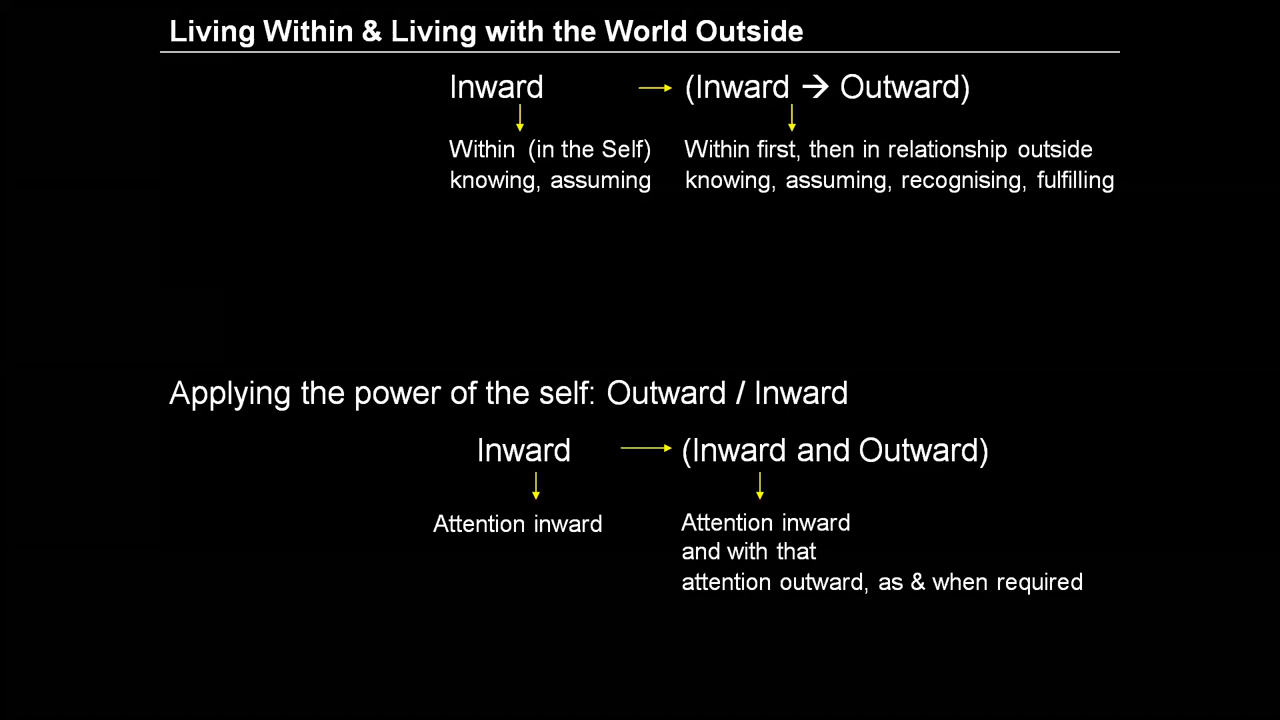 Living Within & Living with the World Outside
Inward → (Inward → Outward)
Within (in the Self) Within first, then in relationship outside
knowing, assuming knowing, assuming, recognising, fulfilling
Applying the power of the self: Outward / Inward
Inward → (Inward and Outward)
Attention inward Attention inward
and with that
attention outward, as & when required